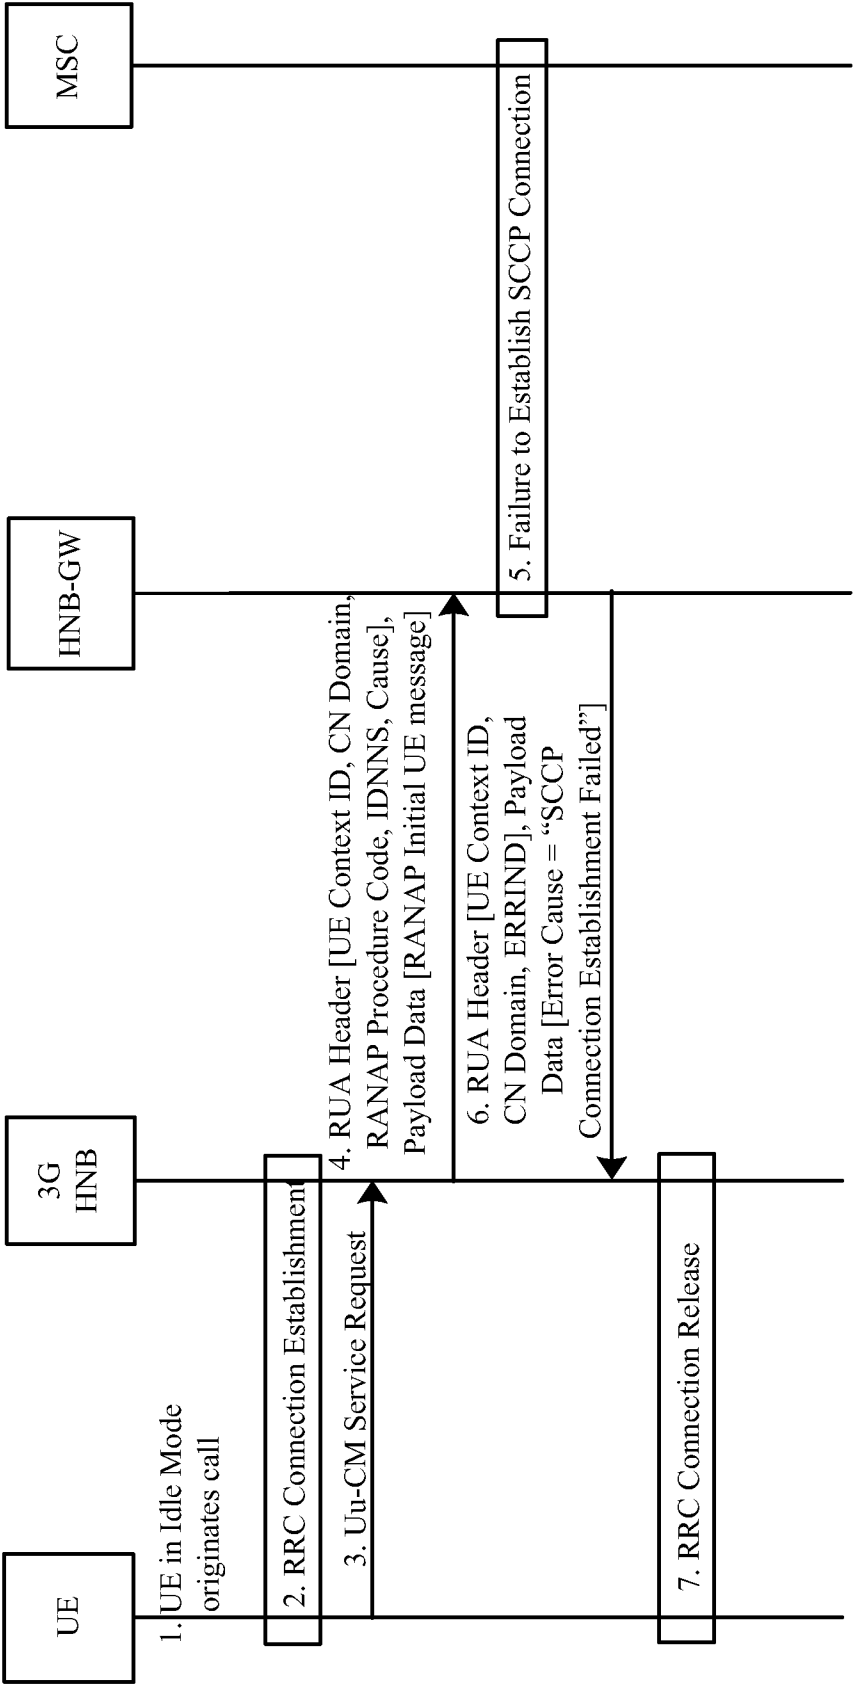 UE
3G
HNB
HNB-GW
MSC
1. UE in Idle Mode
originates call
2. RRC Connection Establishment
3. Uu-CM Service Request
4. RUA Header [UE Context ID, CN Domain,
RANAP Procedure Code, IDNNS, Cause],
Payload Data [RANAP Initial UE message]
5. Failure to Establish SCCP Connection
6. RUA Header [UE Context ID,
CN Domain, ERRIND], Payload
Data [Error Cause = “SCCP
Connection Establishment Failed”]
7. RRC Connection Release